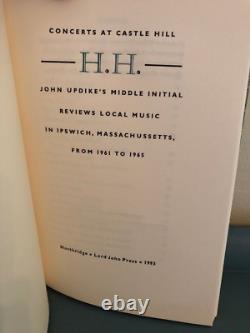 CONCERTS AT CASTLE HILL
H.H.
JOHN UPDIKE'S MIDDLE INITIAL
REVIEWS LOCAL MUSIC
IN IPSWICH, MASSACHUSSETTS,
FROM 1961 TO 1965
Northridge • Lord John Press • 1993
ebay